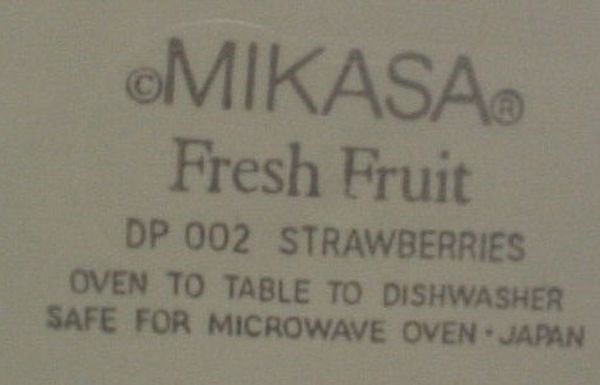 ©MIKASA®
Fresh Fruit
DP 002 STRAWBERRIES
OVEN TO TABLE TO DISHWASHER
SAFE FOR MICROWAVE OVEN · JAPAN